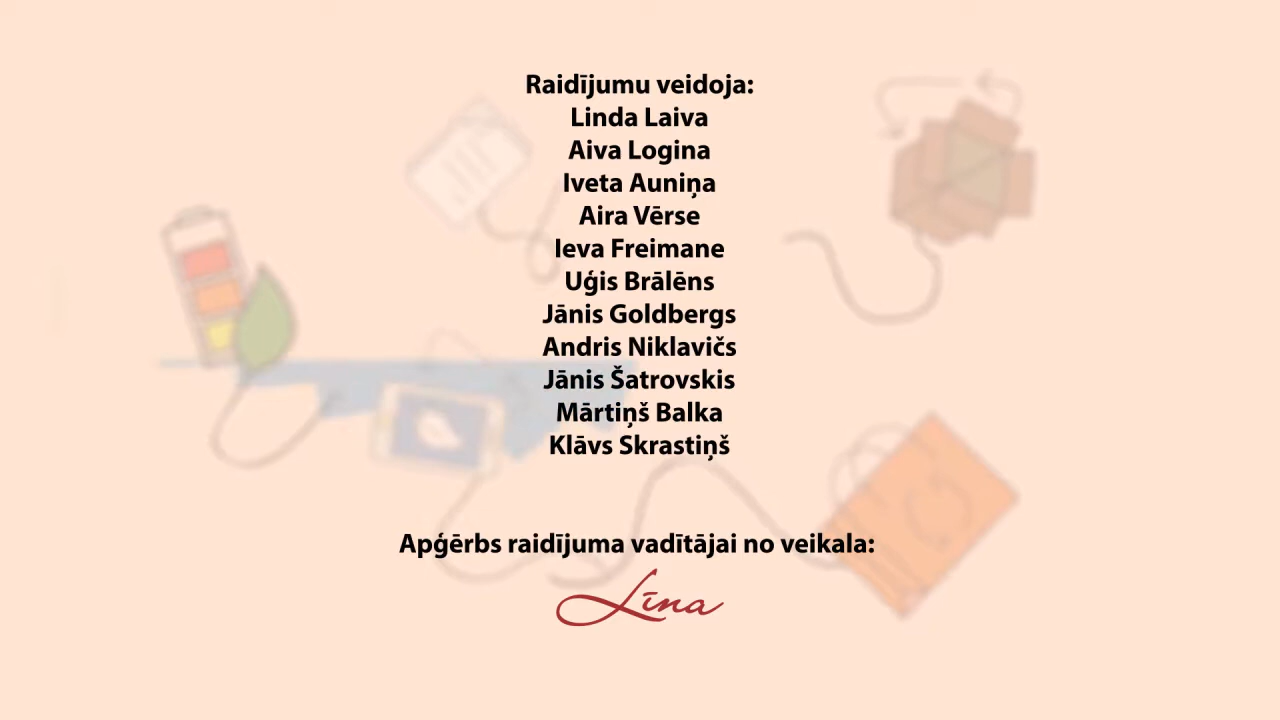 Raidījumu veidoja:
Linda Laiva
Aiva Logina
Iveta Auniņa
Aira Vērse
Ieva Freimane
Uģis Brālēns
Jānis Goldbergs
Andris Niklavičs
Jānis Šatrovskis
Mārtiņš Balka
Klāvs Skrastiņš
Apģērbs raidījuma vadītājai no veikala:
Līna